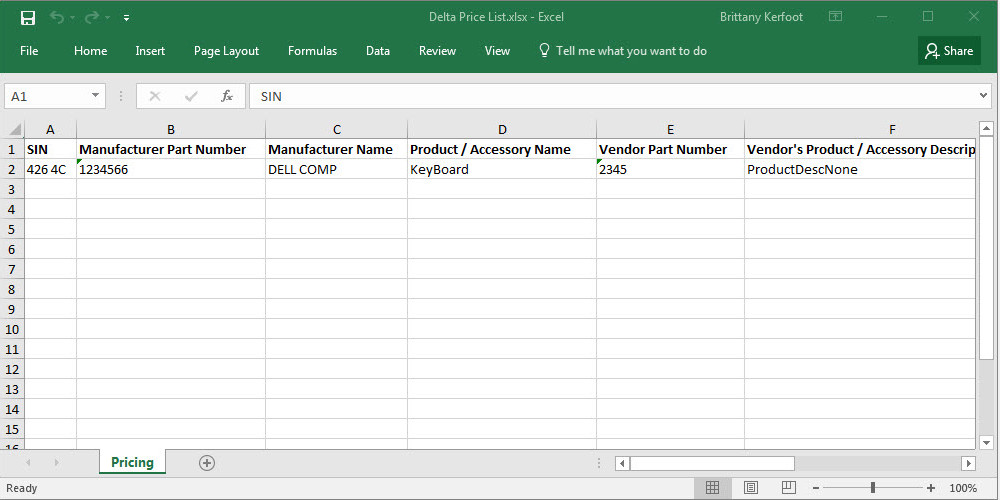 Delta Price List.xlsx - Excel Brittany Kerfoot
File Home Insert Page Layout Formulas Data Review View Tell me what you want to do Share
A1 fx SIN
A B C D E F
1 SIN Manufacturer Part Number Manufacturer Name Product / Accessory Name Vendor Part Number Vendor's Product / Accessory Descrip
2 426 4C 1234566 DELL COMP KeyBoard 2345 ProductDescNone
3
4
5
6
7
8
9
10
11
12
13
14
15
16
Pricing
Ready 100%